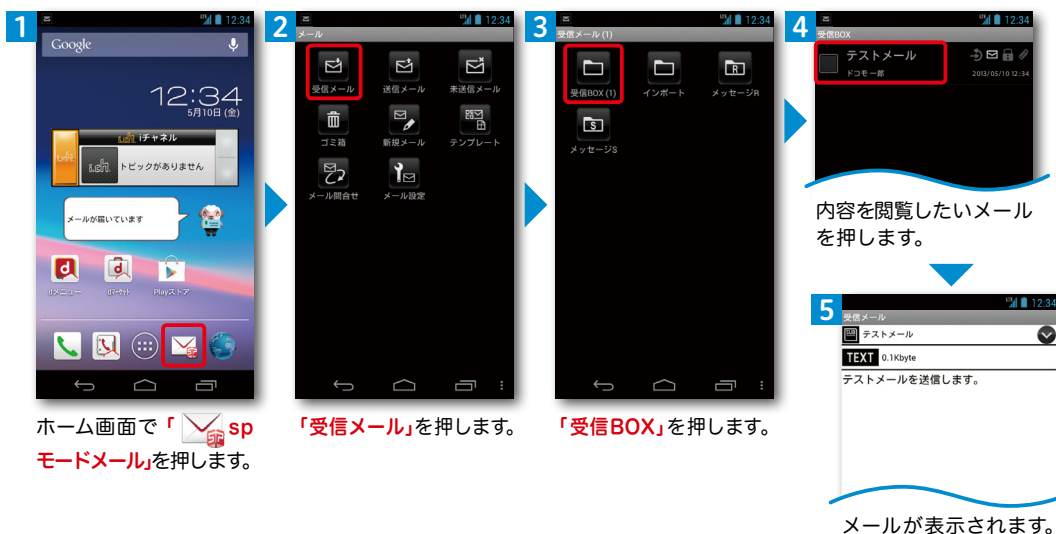 1
12:34
Google
12:34
5月10日 (金)
iチャネル
トピックがありません
メールが届いています
dメニュー
dマーケット
Playストア
ホーム画面で「 sp
モードメール」を押します。
2
12:34
メール
受信メール
送信メール
未送信メール
ゴミ箱
新規メール
テンプレート
メール問合せ
メール設定
「受信メール」を押します。
3
12:34
受信メール (1)
受信BOX (1)
インポート
メッセージR
メッセージS
「受信BOX」を押します。
4
12:34
受信BOX
テストメール
ドコモ一郎
2013/05/10 12:34
内容を閲覧したいメール
を押します。
5
12:34
受信メール
テストメール
TEXT 0.1Kbyte
テストメールを送信します。
メールが表示されます。